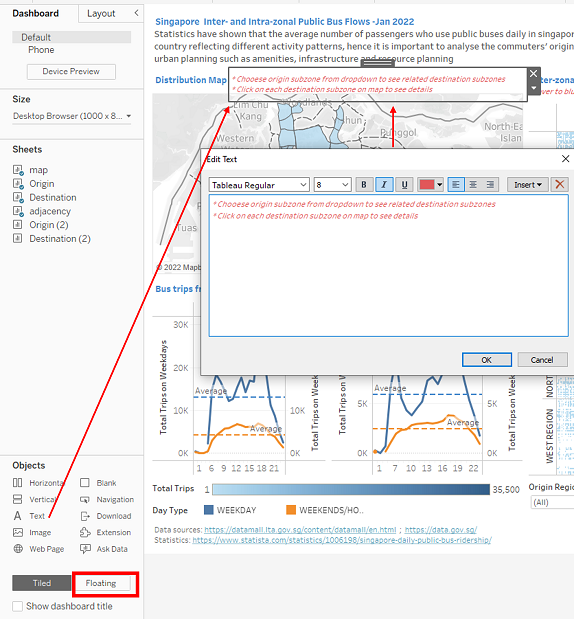 Dashboard
Layout
Default
Phone
Device Preview
Size
Desktop Browser (1000 x 8...
Sheets
map
Origin
Destination
adjacency
Origin (2)
Destination (2)
Objects
Horizontal
Blank
Vertical
Navigation
Text
Download
Image
Extension
Web Page
Ask Data
Tiled
Floating
Show dashboard title
Singapore Inter- and Intra-zonal Public Bus Flows -Jan 2022
Statistics have shown that the average number of passengers who use public buses daily in singapor
country reflecting different activity patterns, hence it is important to analyse the commuters' origin
urban planning such as amenities, infrastructure and resource planning
Distribution Map
* Chooese origin subzone from dropdown to see related destination subzones
* Click on each destination subzone on map to see details
ter-zonal
over to blu
Lim Chu
Kang
Woodlands
shun
Punggol
North-Ea
Islan
Western
Tuas
© 2022 Mapb
Edit Text
Tableau Regular
8
B
I
U
Insert
* Chooese origin subzone from dropdown to see related destination subzones
* Click on each destination subzone on map to see details
OK
Cancel
Bus trips fr
Total Trips on Weekdays
30K
20K
10K
0K
Average
Average
1 6 9 12 15 18 21
10K
0K
Total Trips on Week
Total Trips on Weekdays
5K
0K
Average
Average
1 4 7 10 13 16 19 22
5K
0K
Total Trips on Week
NORT
WEST REGION
Total Trips
1
35,500
Day Type
WEEKDAY
WEEKENDS/HO..
Origin Regio
(All)
Data sources: https://datamall.lta.gov.sg/content/datamall/en.html ; https://data.gov.sg/
Statistics: https://www.statista.com/statistics/1006198/singapore-daily-public-bus-ridership/